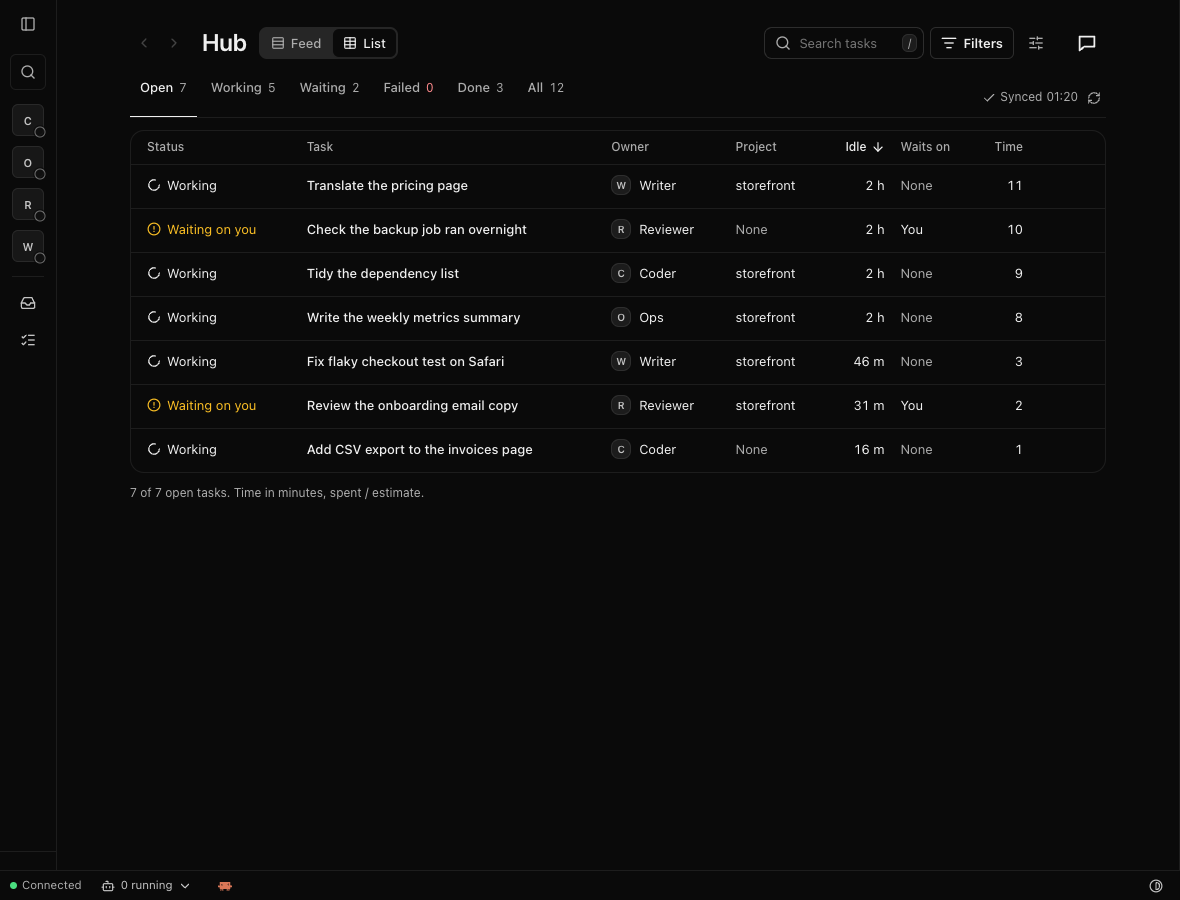 Hub Feed List Search tasks / Filters
Open 7 Working 5 Waiting 2 Failed 0 Done 3 All 12
Synced 01:20
Status Task Owner Project Idle Waits on Time
Working Translate the pricing page W Writer storefront 2 h None 11
Waiting on you Check the backup job ran overnight R Reviewer None 2 h You 10
Working Tidy the dependency list C Coder storefront 2 h None 9
Working Write the weekly metrics summary O Ops storefront 2 h None 8
Working Fix flaky checkout test on Safari W Writer storefront 46 m None 3
Waiting on you Review the onboarding email copy R Reviewer storefront 31 m You 2
Working Add CSV export to the invoices page C Coder None 16 m None 1
7 of 7 open tasks. Time in minutes, spent / estimate.
C
O
R
W
Connected 0 running